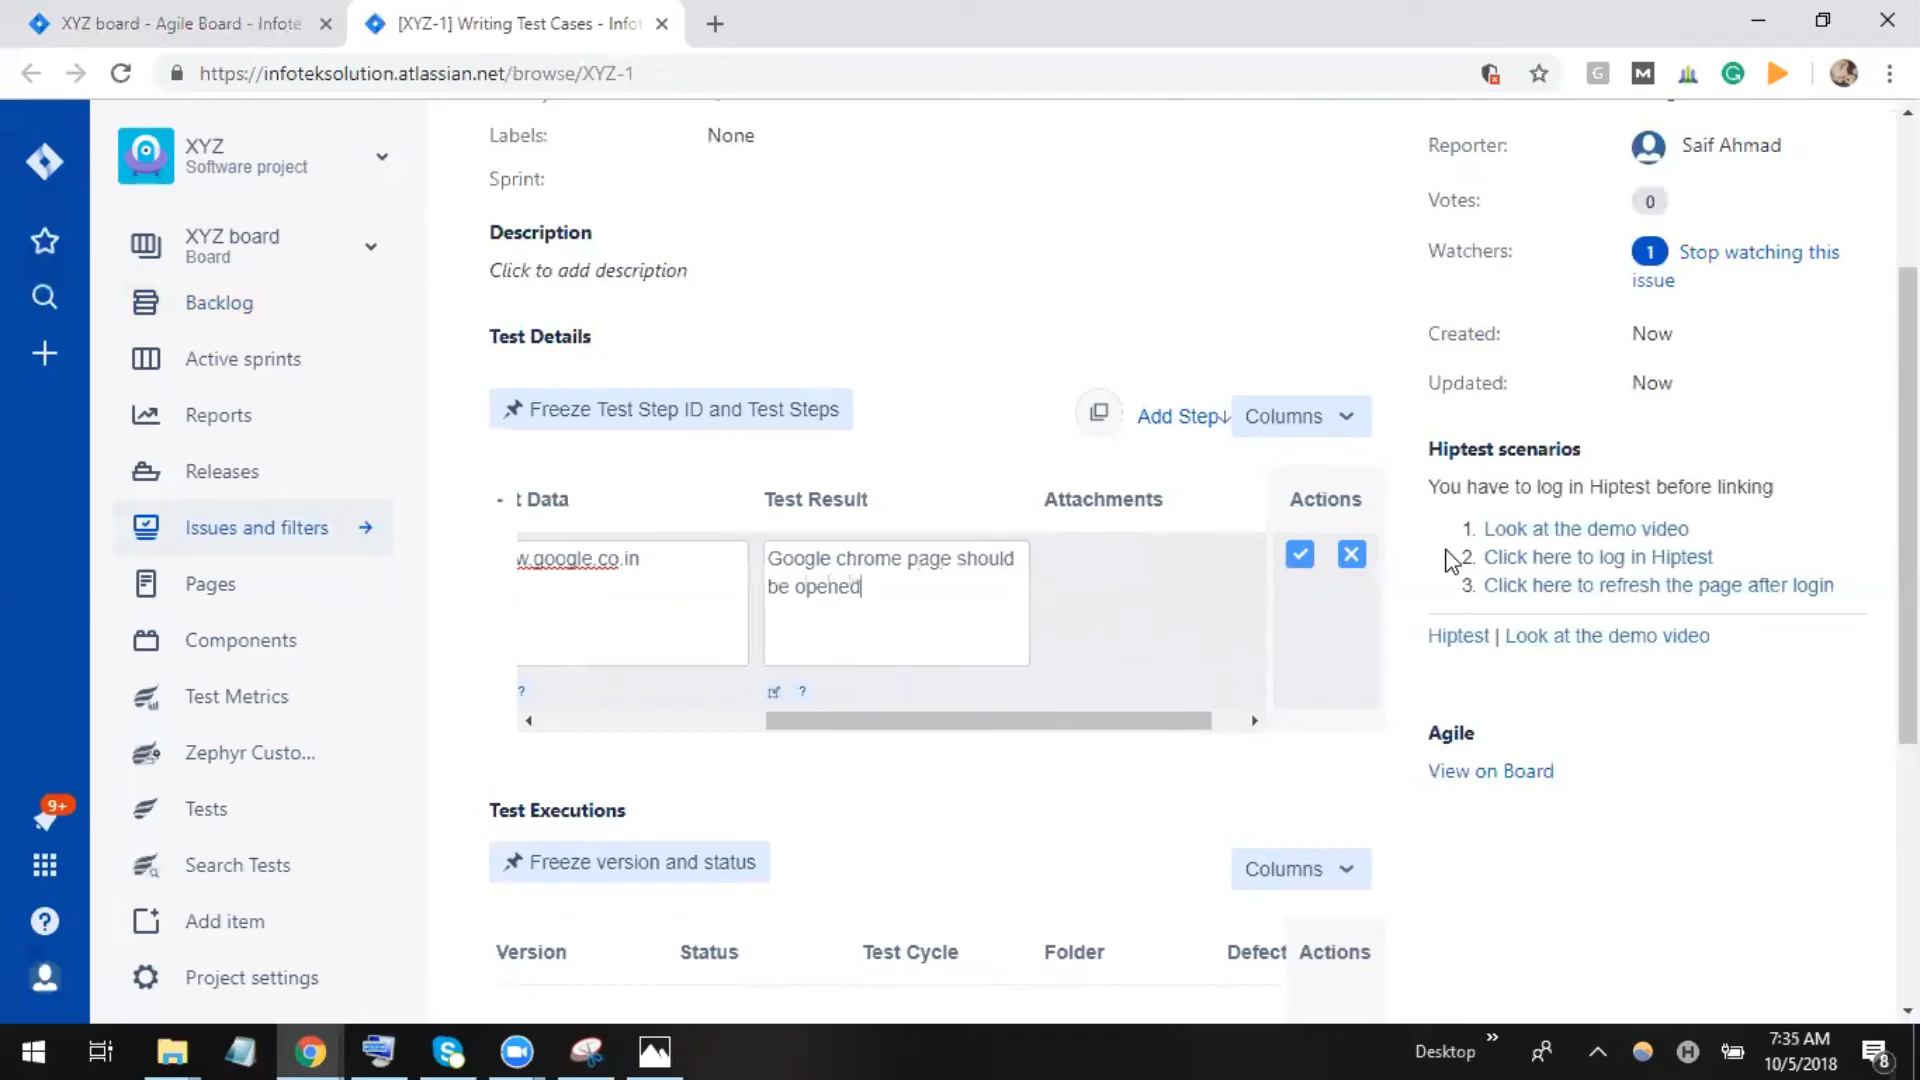 XYZ board - Agile Board - Infote
[XYZ-1] Writing Test Cases - Infot
https://infoteksolution.atlassian.net/browse/XYZ-1
XYZ
Software project
XYZ board
Board
Backlog
Active sprints
Reports
Releases
Issues and filters
Pages
Components
Test Metrics
Zephyr Custo...
Tests
Search Tests
Add item
Project settings
9+
Labels: None
Sprint:
Description
Click to add description
Test Details
Freeze Test Step ID and Test Steps
Add Step
Columns
t Data
Test Result
Attachments
Actions
w.google.co.in
Google chrome page should
be opened
?
?
Test Executions
Freeze version and status
Columns
Version
Status
Test Cycle
Folder
Defect
Actions
Reporter: Saif Ahmad
Votes: 0
Watchers: 1 Stop watching this
issue
Created: Now
Updated: Now
Hiptest scenarios
You have to log in Hiptest before linking
1. Look at the demo video
2. Click here to log in Hiptest
3. Click here to refresh the page after login
Hiptest | Look at the demo video
Agile
View on Board
Desktop
7:35 AM
10/5/2018
8